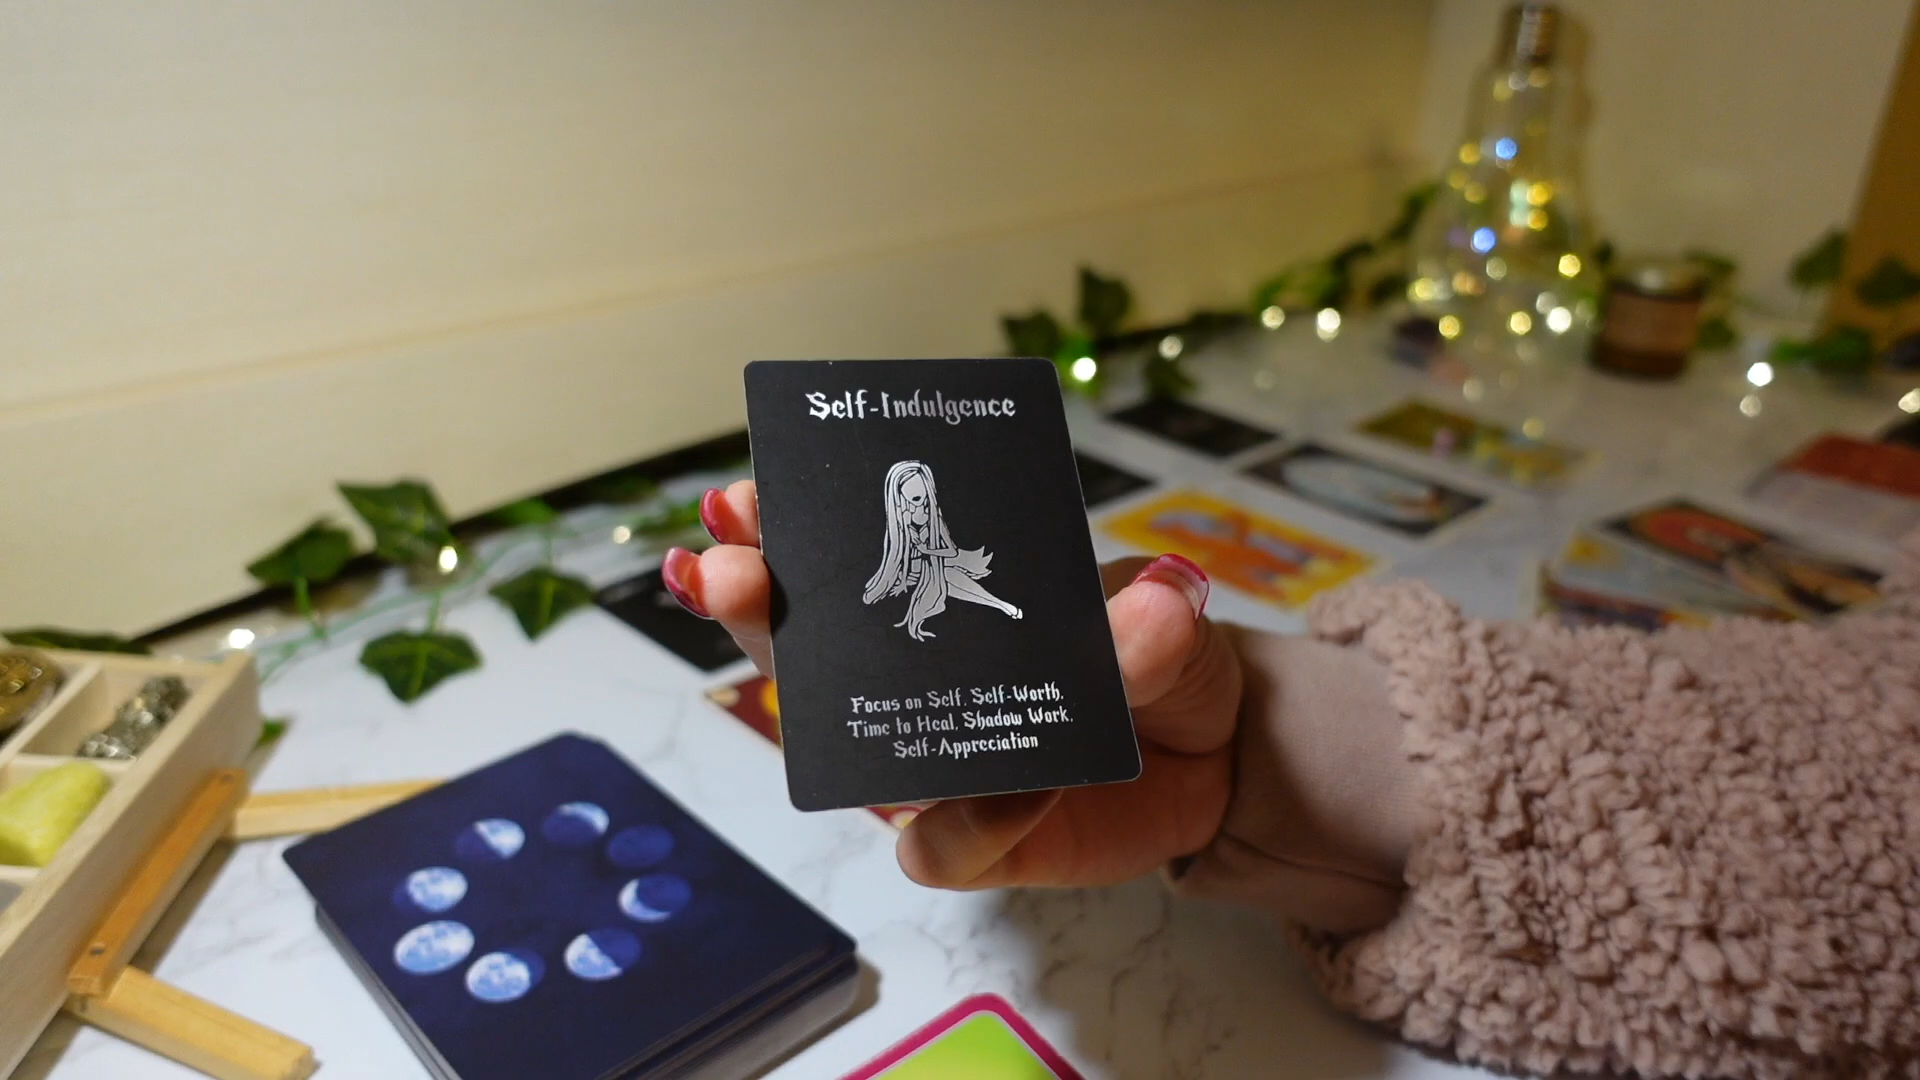 Self-Indulgence
Focus on Self, Self-Worth,
Time to Heal, Shadow Work,
Self-Appreciation